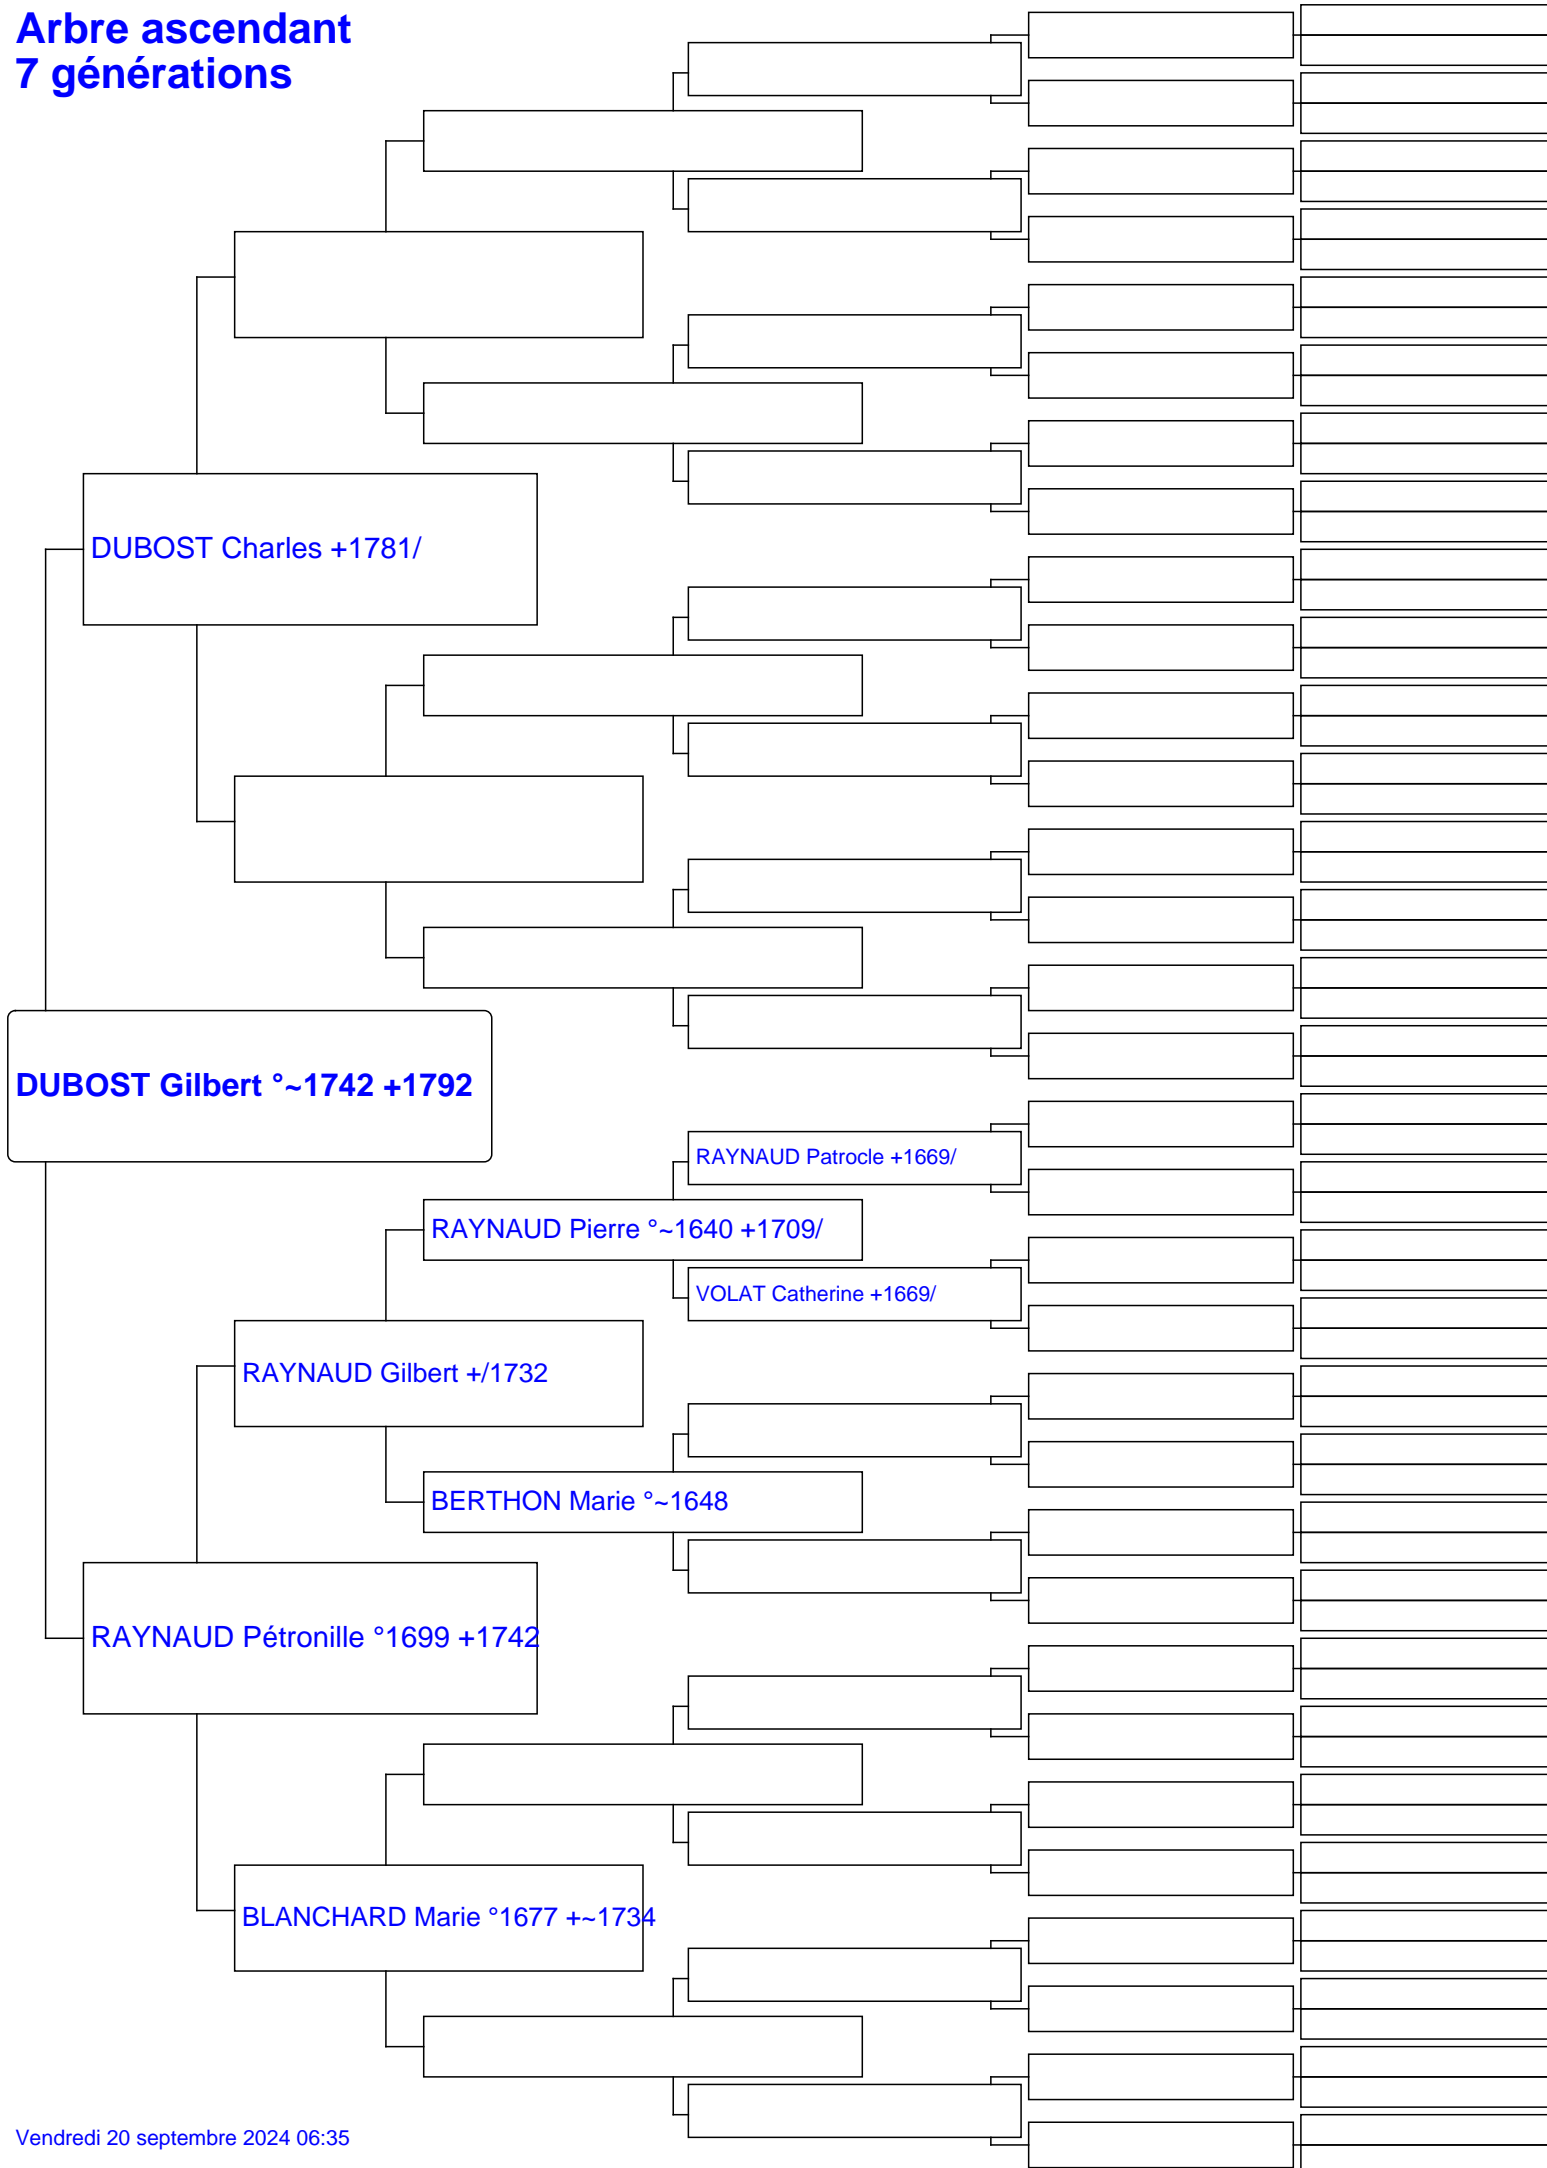 Arbre ascendant
7 générations
DUBOST Charles +1781/
DUBOST Gilbert °~1742 +1792
RAYNAUD Patrocle +1669/
RAYNAUD Pierre °~1640 +1709/
VOLAT Catherine +1669/
RAYNAUD Gilbert +/1732
BERTHON Marie °~1648
RAYNAUD Pétronille °1699 +1742
BLANCHARD Marie °1677 +~1734
Vendredi 20 septembre 2024 06:35